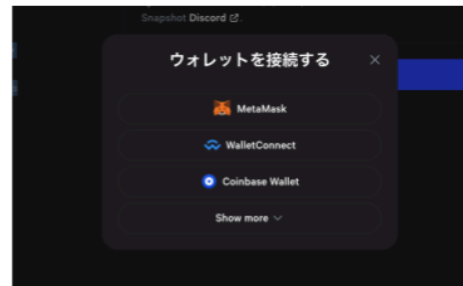 Snapshot Discord
ウォレットを接続する
MetaMask
WalletConnect
Coinbase Wallet
Show more